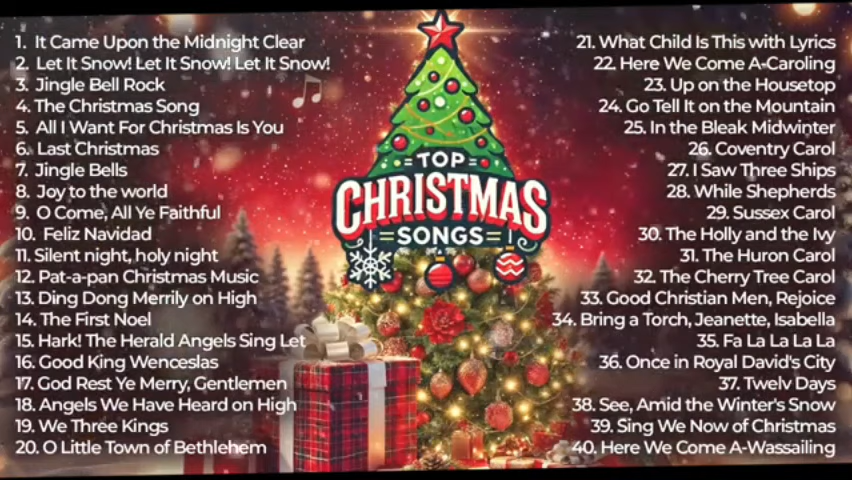 1. It Came Upon the Midnight Clear
2. Let It Snow! Let It Snow! Let It Snow!
3. Jingle Bell Rock
4. The Christmas Song
5. All I Want For Christmas Is You
6. Last Christmas
7. Jingle Bells
8. Joy to the world
9. O Come, All Ye Faithful
10. Feliz Navidad
11. Silent night, holy night
12. Pat-a-pan Christmas Music
13. Ding Dong Merrily on High
14. The First Noel
15. Hark! The Herald Angels Sing Let
16. Good King Wenceslas
17. God Rest Ye Merry, Gentlemen
18. Angels We Have Heard on High
19. We Three Kings
20. O Little Town of Bethlehem
TOP
CHRISTMAS
SONGS
21. What Child Is This with Lyrics
22. Here We Come A-Caroling
23. Up on the Housetop
24. Go Tell It on the Mountain
25. In the Bleak Midwinter
26. Coventry Carol
27. I Saw Three Ships
28. While Shepherds
29. Sussex Carol
30. The Holly and the Ivy
31. The Huron Carol
32. The Cherry Tree Carol
33. Good Christian Men, Rejoice
34. Bring a Torch, Jeanette, Isabella
35. Fa La La La La
36. Once in Royal David's City
37. Twelv Days
38. See, Amid the Winter's Snow
39. Sing We Now of Christmas
40. Here We Come A-Wassailing